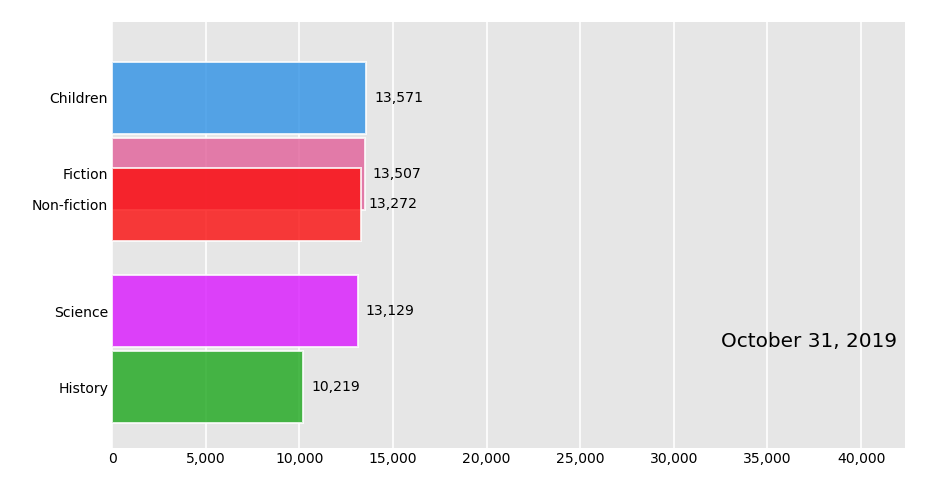 Children 13,571
Fiction 13,507
Non-fiction 13,272
Science 13,129
October 31, 2019
History 10,219
0 5,000 10,000 15,000 20,000 25,000 30,000 35,000 40,000